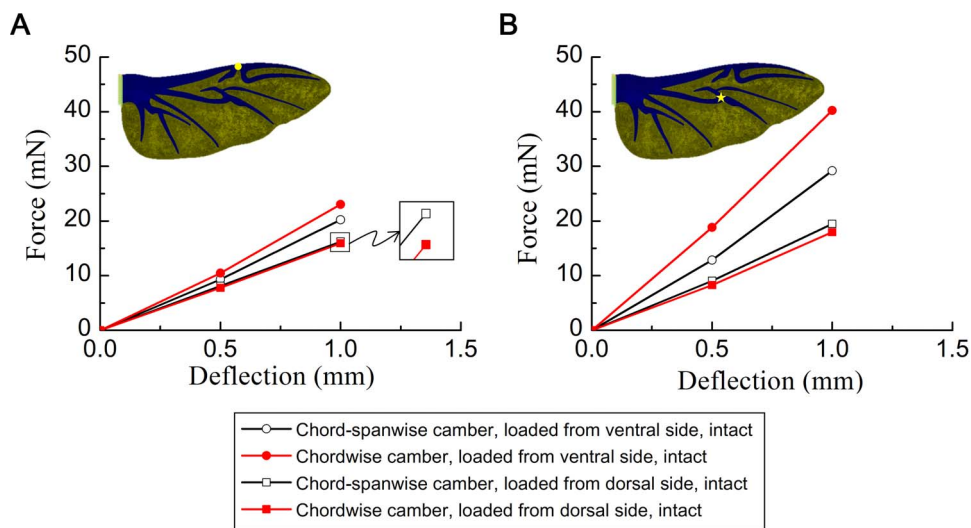 A
50
40
30
20
10
0
Force (mN)
0.0
0.5
1.0
1.5
Deflection (mm)
B
50
40
30
20
10
0
Force (mN)
0.0
0.5
1.0
1.5
Deflection (mm)
Chord-spanwise camber, loaded from ventral side, intact
Chordwise camber, loaded from ventral side, intact
Chord-spanwise camber, loaded from dorsal side, intact
Chordwise camber, loaded from dorsal side, intact